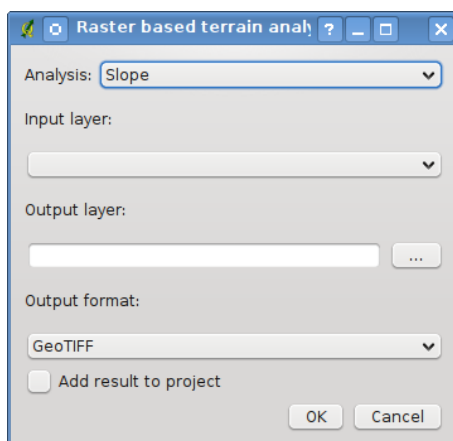 Raster based terrain analy
?
Analysis: Slope
Input layer:
Output layer:
...
Output format:
GeoTIFF
Add result to project
OK Cancel